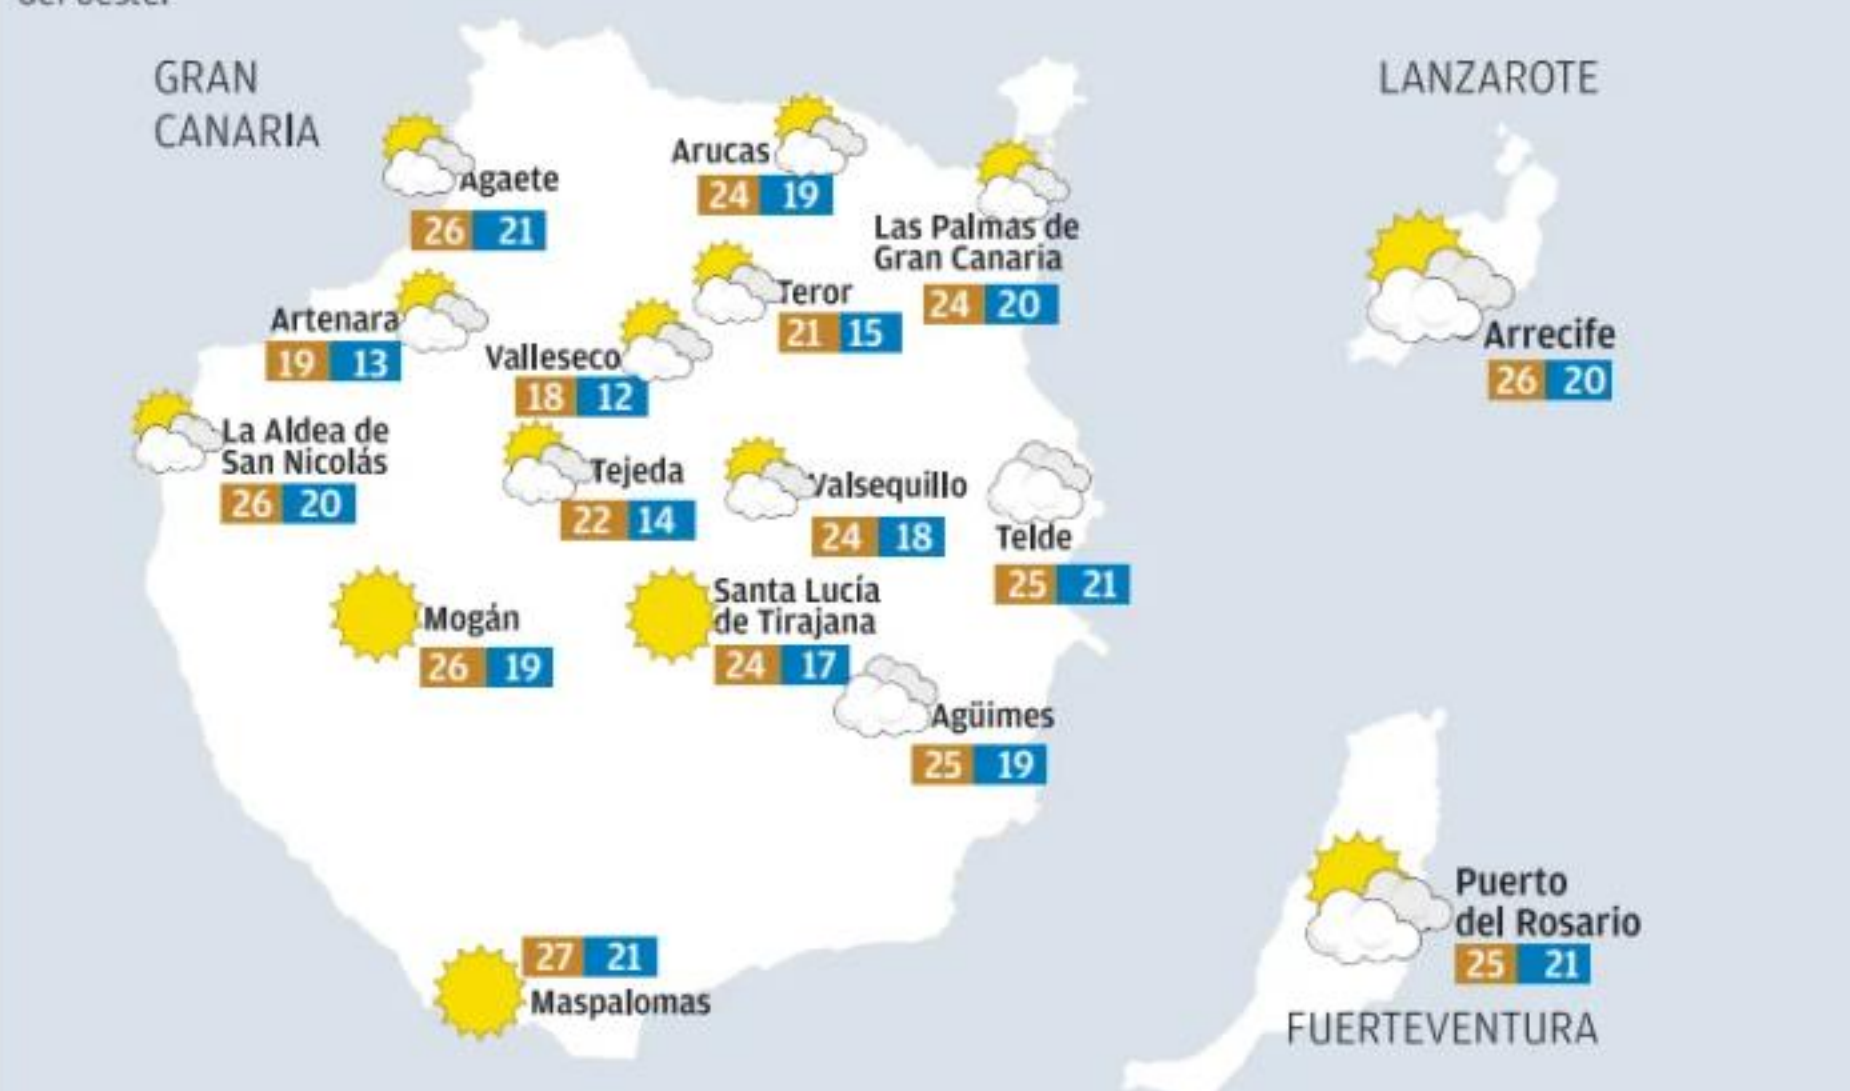 GRAN
CANARIA
LANZAROTE
Agaete
26 21
Arucas
24 19
Las Palmas de
Gran Canaria
24 20
Teror
21 15
Artenara
19 13
Valleseco
18 12
Arrecife
26 20
La Aldea de
San Nicolás
26 20
Tejeda
22 14
Valsequillo
24 18
Telde
25 21
Mogán
26 19
Santa Lucía
de Tirajana
24 17
Agüimes
25 19
27 21
Maspalomas
Puerto
del Rosario
25 21
FUERTEVENTURA